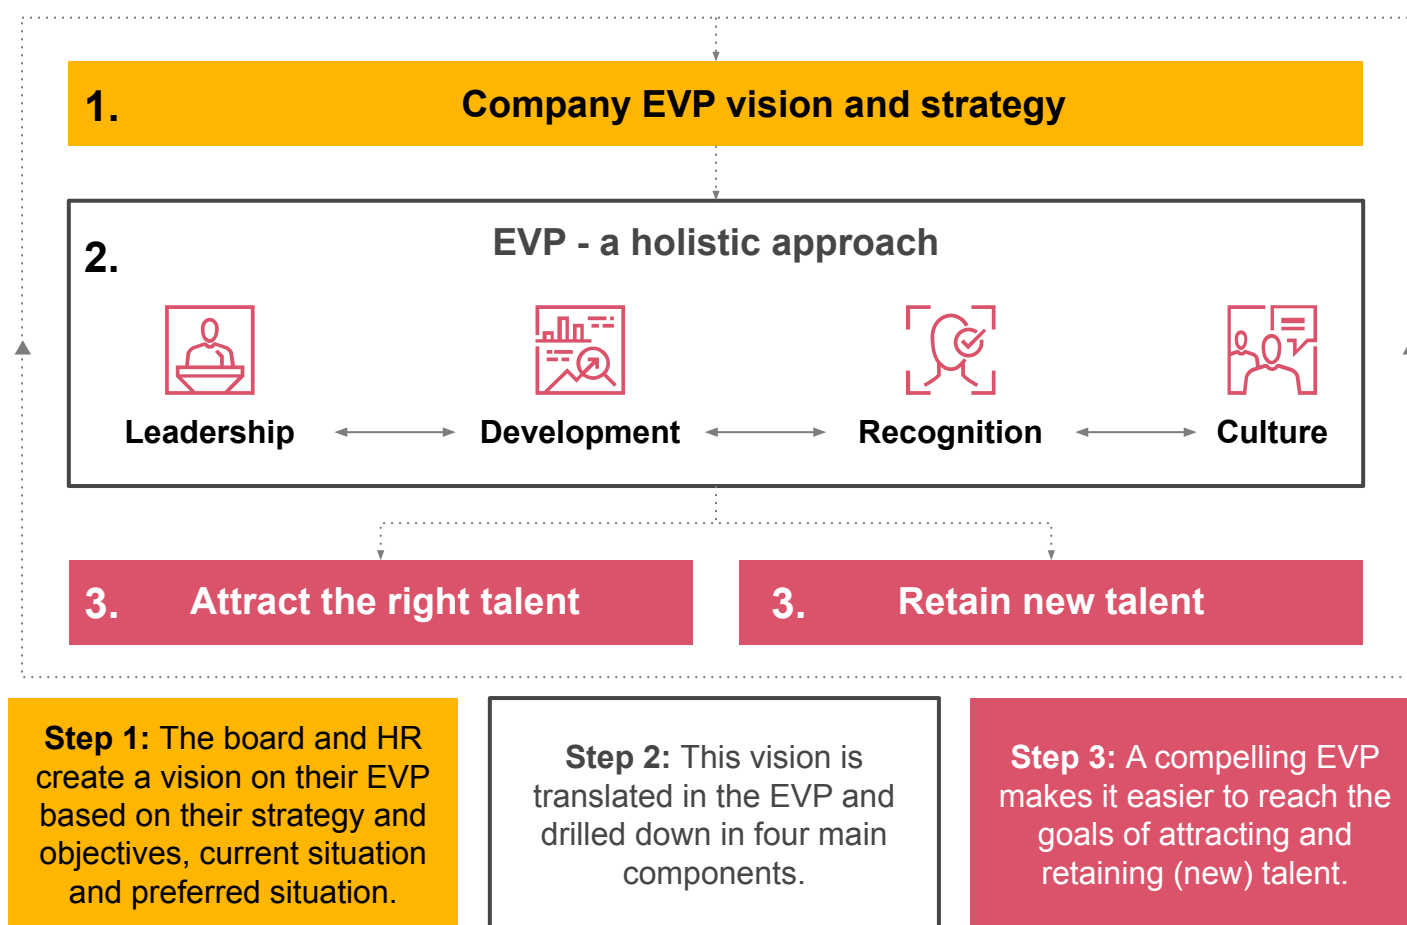 1. Company EVP vision and strategy
2. EVP - a holistic approach
Leadership Development Recognition Culture
3. Attract the right talent
3. Retain new talent
Step 1: The board and HR
create a vision on their EVP
based on their strategy and
objectives, current situation
and preferred situation.
Step 2: This vision is
translated in the EVP and
drilled down in four main
components.
Step 3: A compelling EVP
makes it easier to reach the
goals of attracting and
retaining (new) talent.